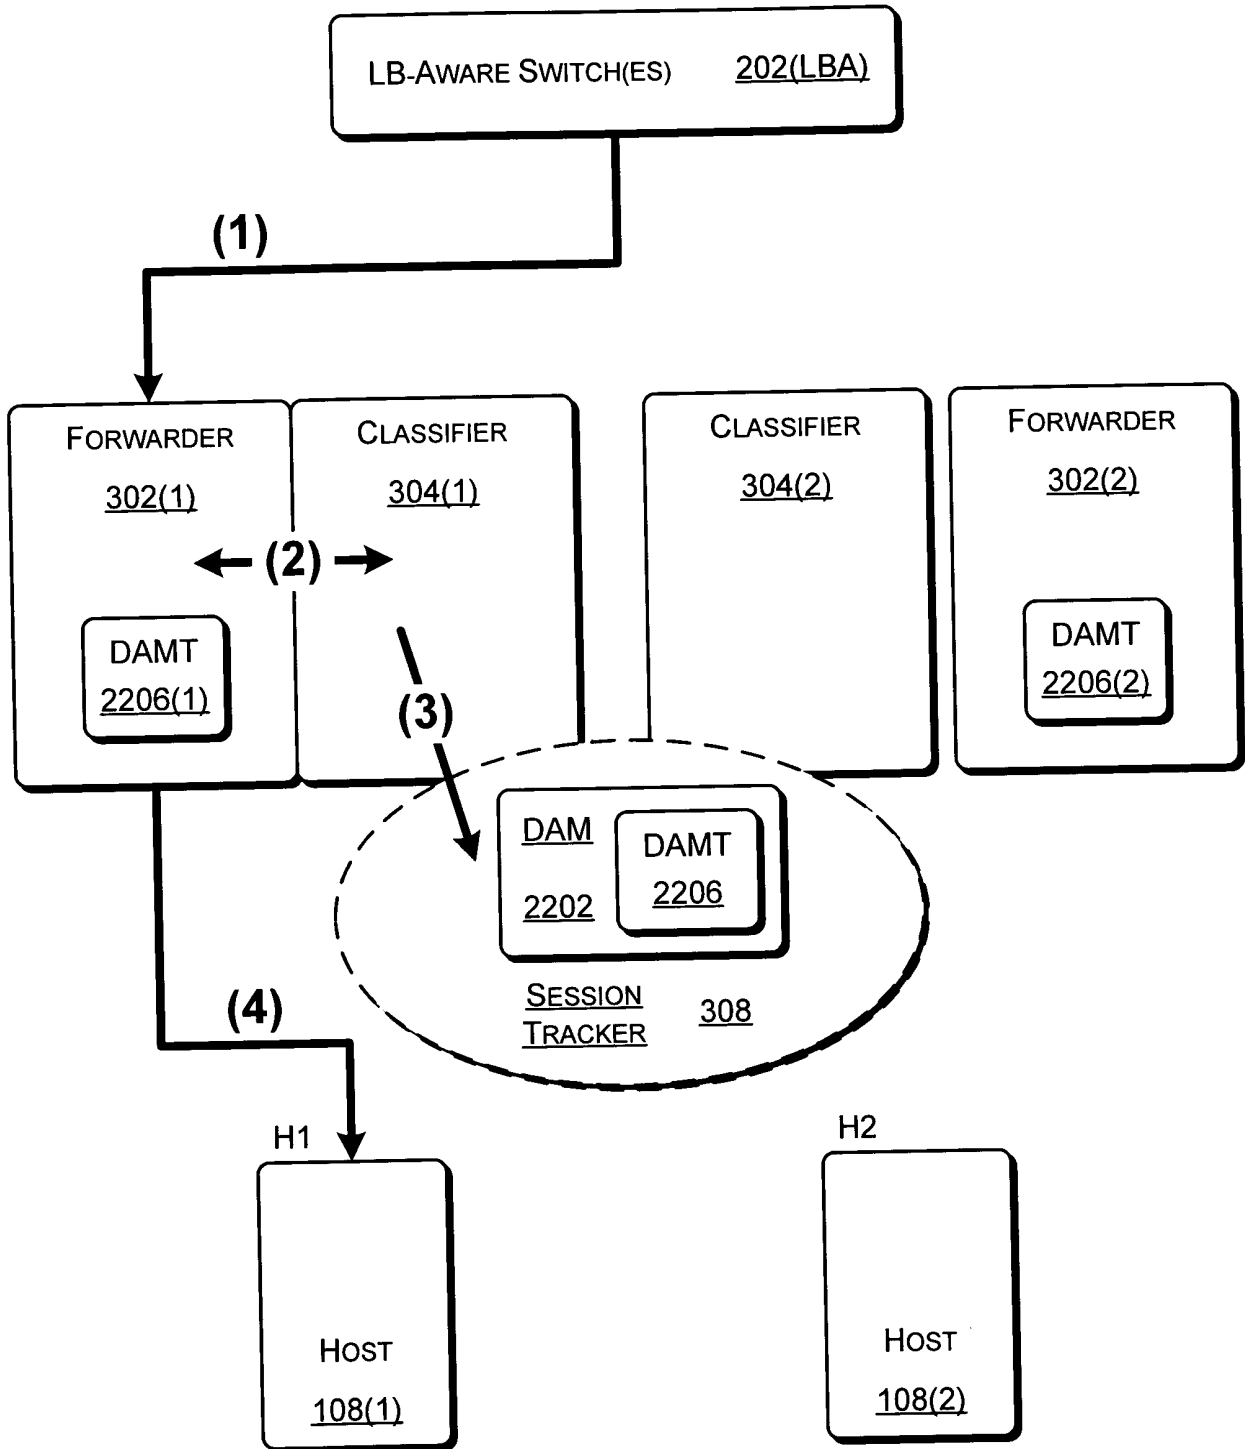 LB-AWARE SWITCH(ES) 202(LBA)
(1)
FORWARDER
302(1)
CLASSIFIER
304(1)
CLASSIFIER
304(2)
FORWARDER
302(2)
(2)
DAMT
2206(1)
DAMT
2206(2)
(3)
DAM
2202
DAMT
2206
SESSION
TRACKER
308
(4)
H1
H2
HOST
108(1)
HOST
108(2)